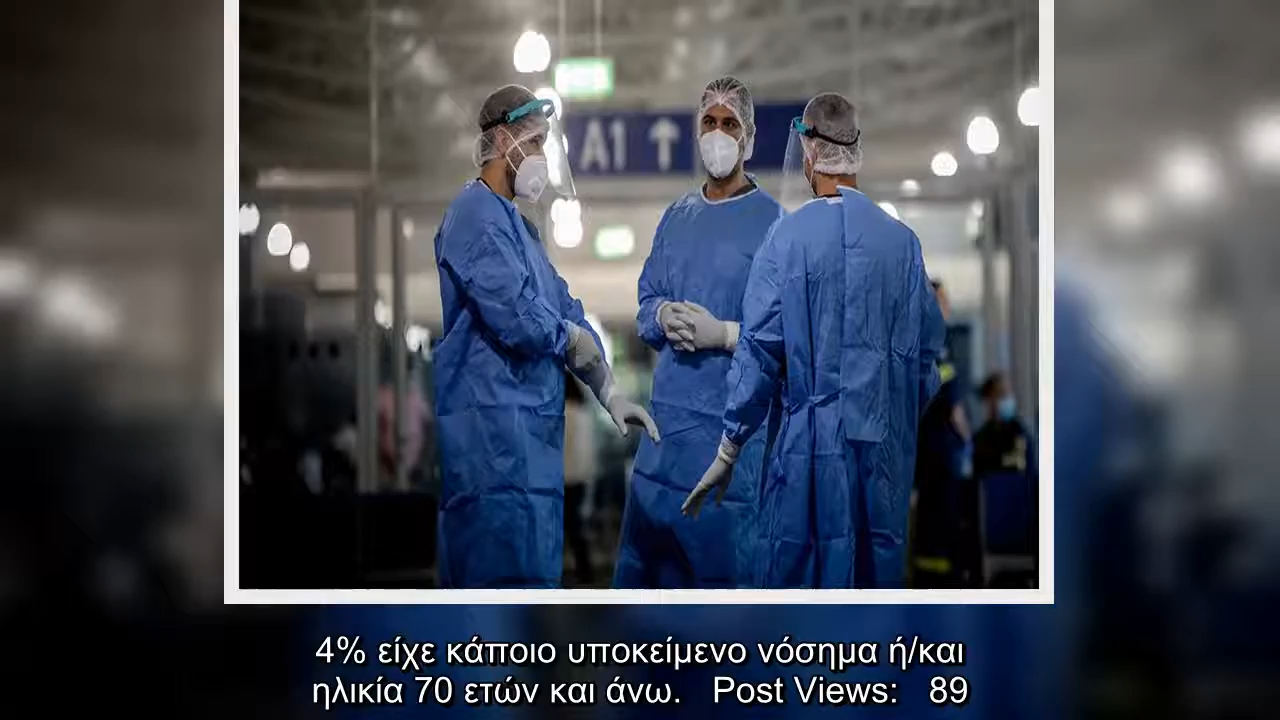 A1 ↑
4% είχε κάποιο υποκείμενο νόσημα ή/και
ηλικία 70 ετών και άνω. Post Views: 89